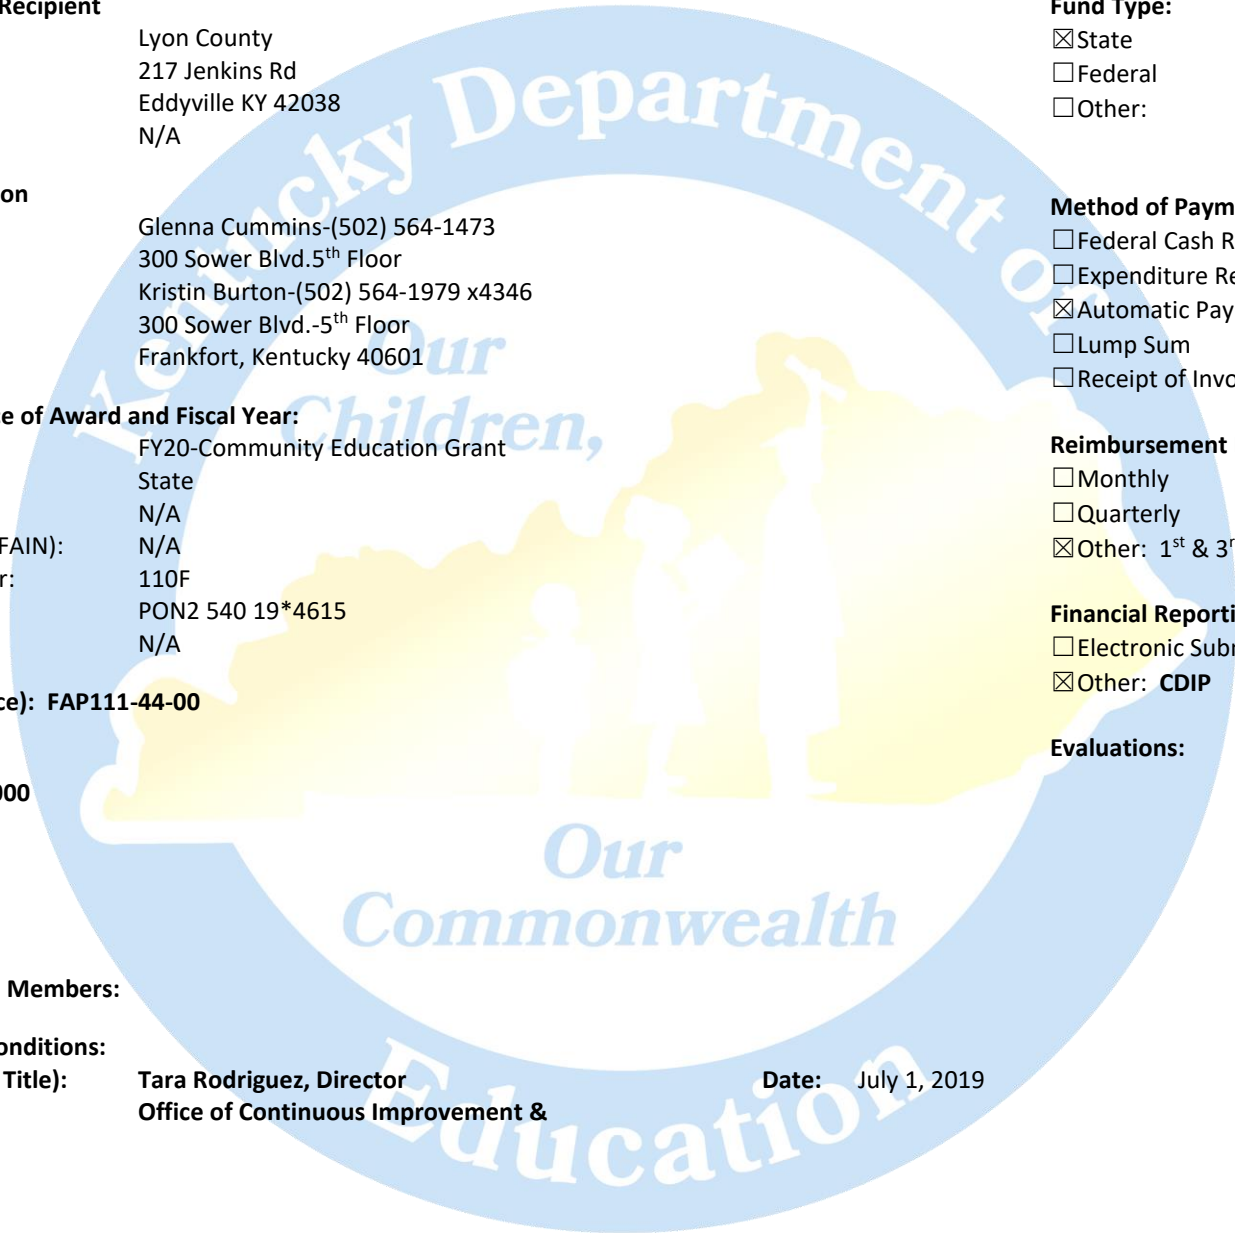 Recipient
Lyon County
217 Jenkins Rd
Eddyville KY 42038
N/A
on
Glenna Cummins-(502) 564-1473
300 Sower Blvd.5th Floor
Kristin Burton-(502) 564-1979 x4346
300 Sower Blvd.-5th Floor
Frankfort, Kentucky 40601
ce of Award and Fiscal Year:
FY20-Community Education Grant
State
N/A
FAIN): N/A
r: 110F
PON2 540 19*4615
N/A
ce): FAP111-44-00
000
Members:
onditions:
Title): Tara Rodriguez, Director Date: July 1, 2019
Office of Continuous Improvement &
Fund Type:
☒State
☐Federal
☐Other:
Method of Paym
☐Federal Cash R
☐Expenditure Re
☒Automatic Pay
☐Lump Sum
☐Receipt of Invo
Reimbursement
☐Monthly
☐Quarterly
☒Other: 1st & 3r
Financial Reporti
☐Electronic Subr
☒Other: CDIP
Evaluations:
Kentucky Department of
Education
Our
Children,
Our
Commonwealth